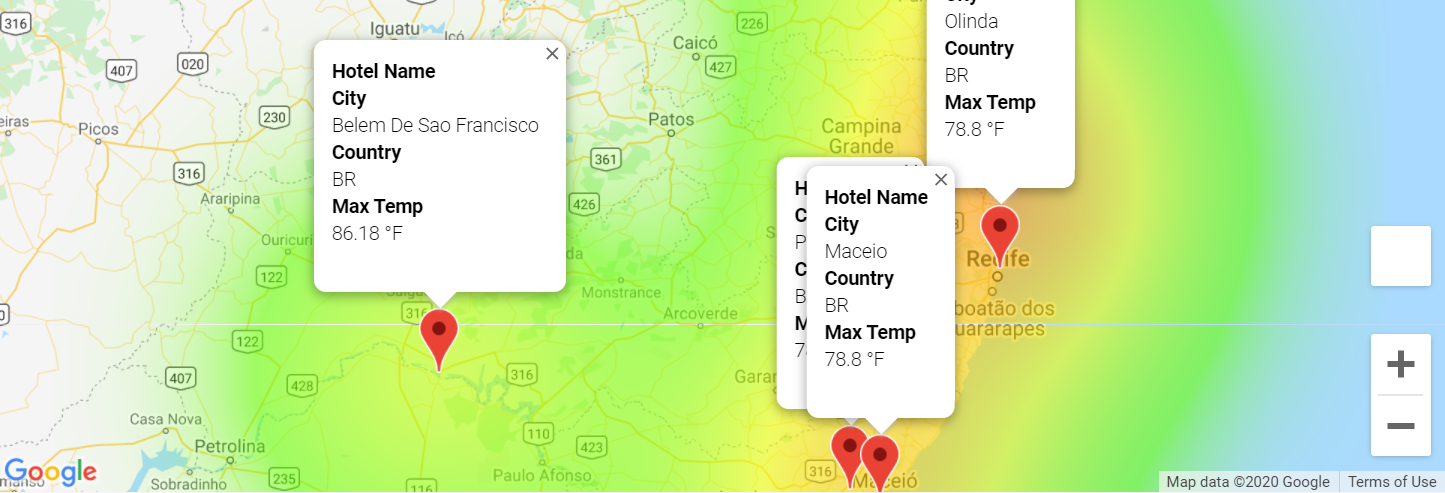 316
Iguatu
Icó
226
Caicó
427
020
407
Olinda
Country
BR
Max Temp
78.8 °F
Hotel Name
City
Belem De Sao Francisco
Country
BR
Max Temp
86.18 °F
230
Picos
Patos
Campina
Grande
361
316
Araripina
426
Ouricuri
122
Monstrance
316
Arcoverde
122
H
C
P
C
B
M
Hotel Name
City
Maceio
Country
BR
Max Temp
78.8 °F
Recife
boatão dos
uararapes
407
428
316
Casa Nova
Petrolina
110
423
Paulo Afonso
235
116
316
Maceió
Sobradinho
Google
Map data ©2020 Google
Terms of Use